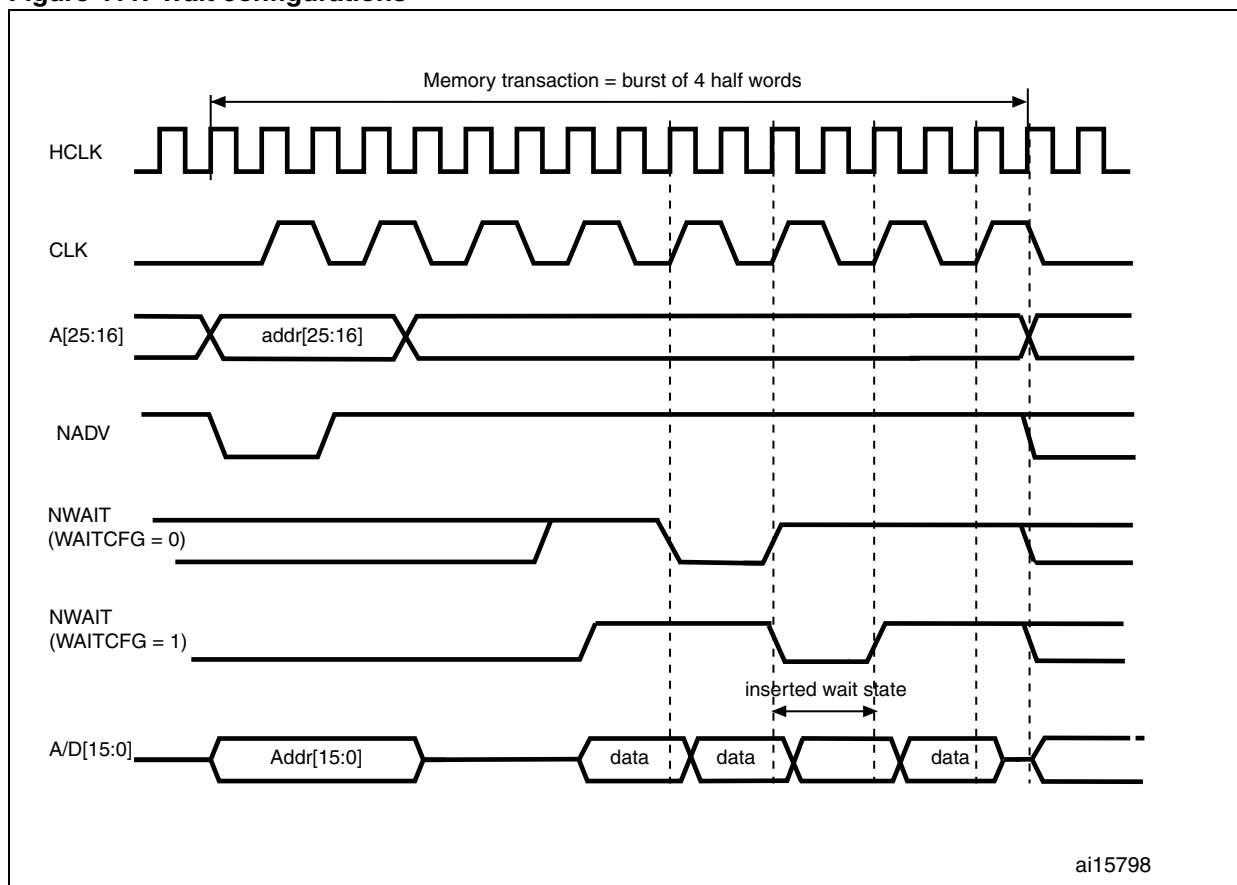 Memory transaction = burst of 4 half words
HCLK
CLK
A[25:16]
addr[25:16]
NADV
NWAIT
(WAITCFG = 0)
NWAIT
(WAITCFG = 1)
inserted wait state
A/D[15:0]
Addr[15:0]
data
data
data
ai15798